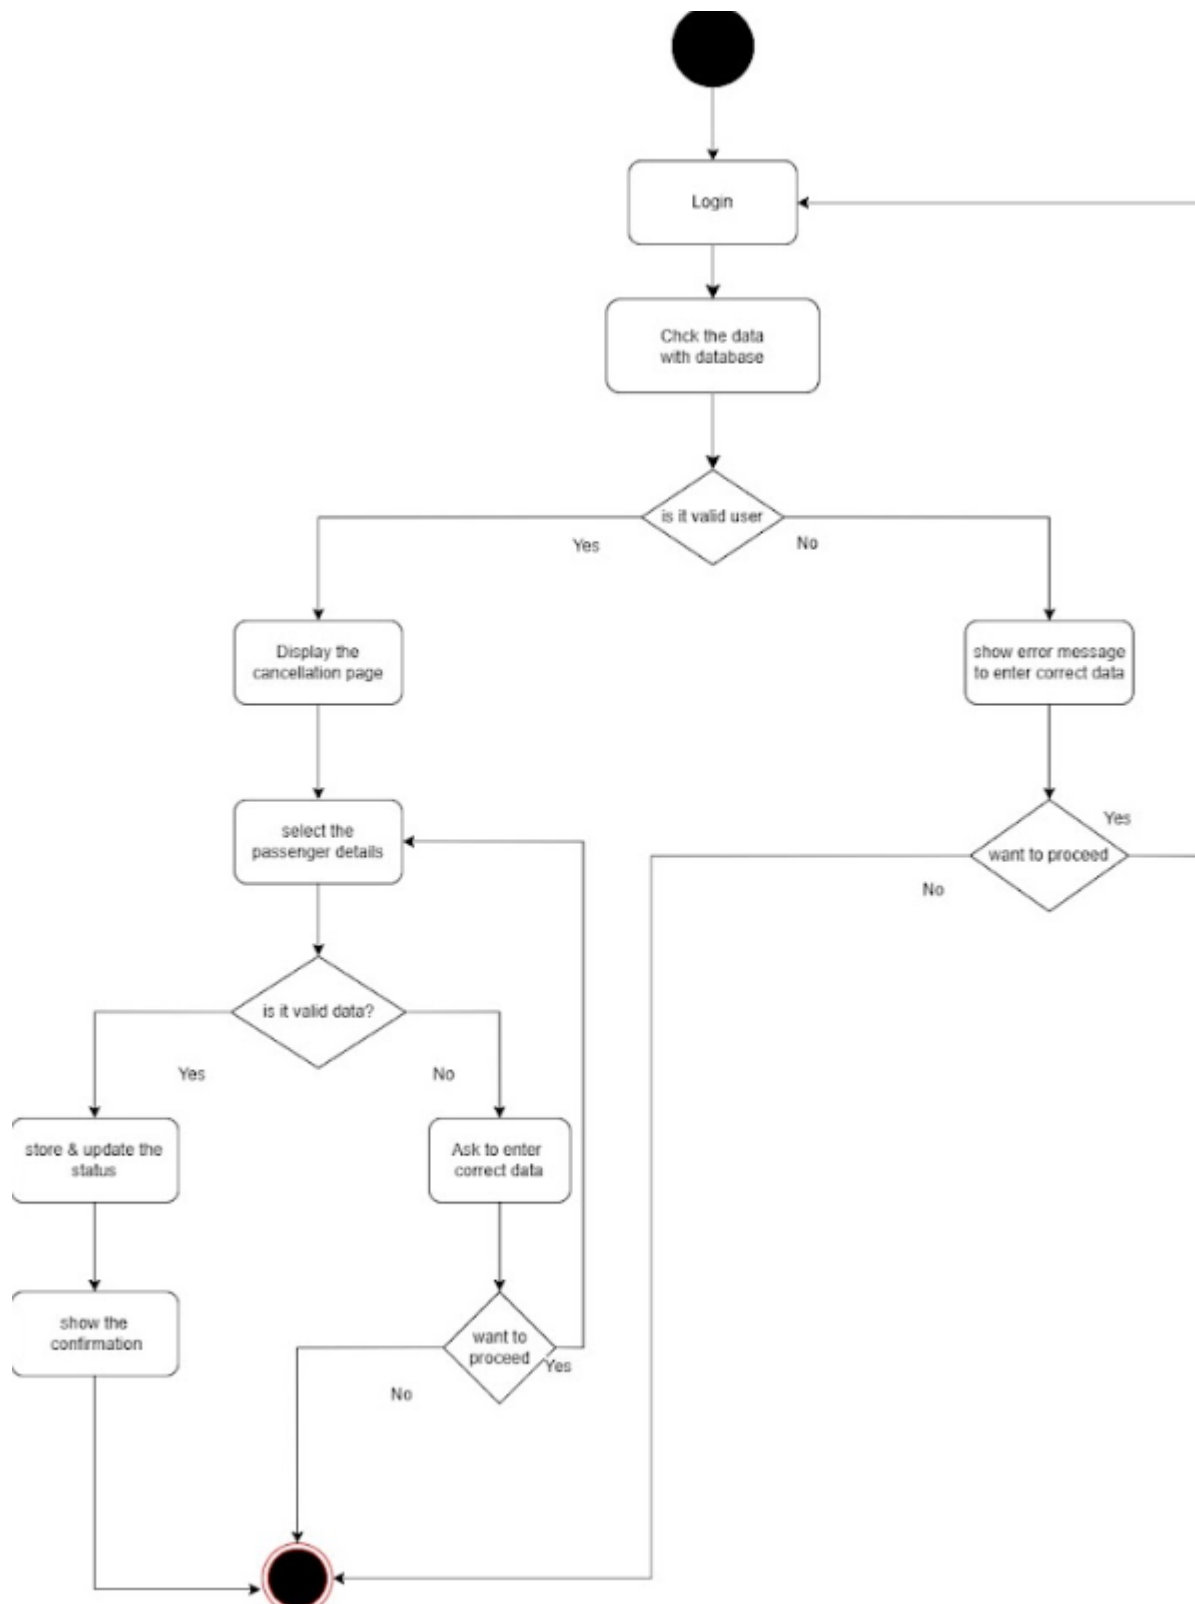 Login
Chck the data
with database
is it valid user
Yes
No
Display the
cancellation page
show error message
to enter correct data
select the
passenger details
Yes
want to proceed
No
is it valid data?
Yes
No
store & update the
status
Ask to enter
correct data
show the
confirmation
want to
proceed
Yes
No